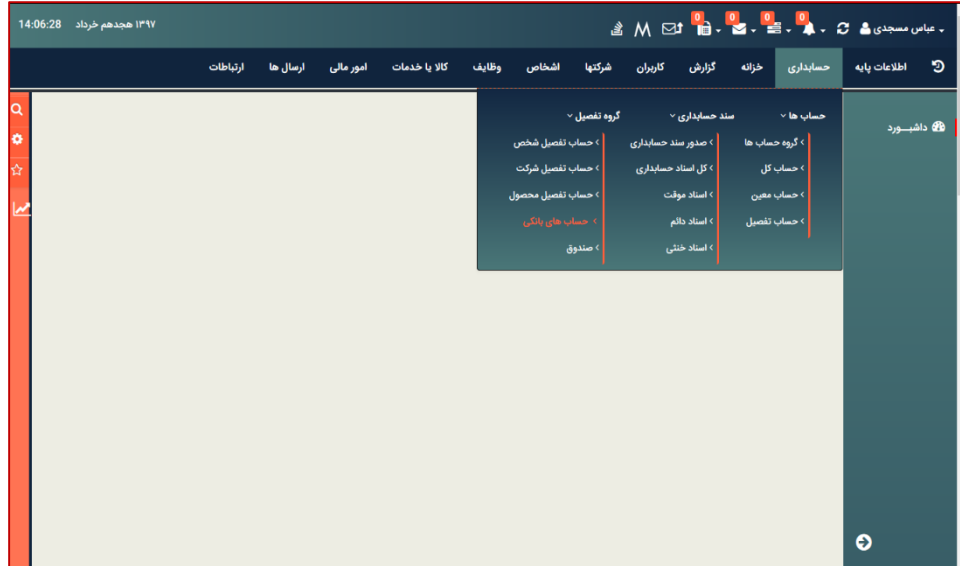 عباس مسجدی
0
0
0
0
۱۳۹۷ هجدهم خرداد 14:06:28
اطلاعات پایه حسابداری خزانه گزارش کاربران شرکتها اشخاص وظایف کالا یا خدمات امور مالی ارسال ها ارتباطات
داشبـــورد
حساب ها
گروه حساب ها
حساب کل
حساب معین
حساب تفصیل
سند حسابداری
صدور سند حسابداری
کل اسناد حسابداری
اسناد موقت
اسناد دائم
اسناد خنثی
گروه تفصیل
حساب تفصیل شخص
حساب تفصیل شرکت
حساب تفصیل محصول
حساب های بانکی
صندوق